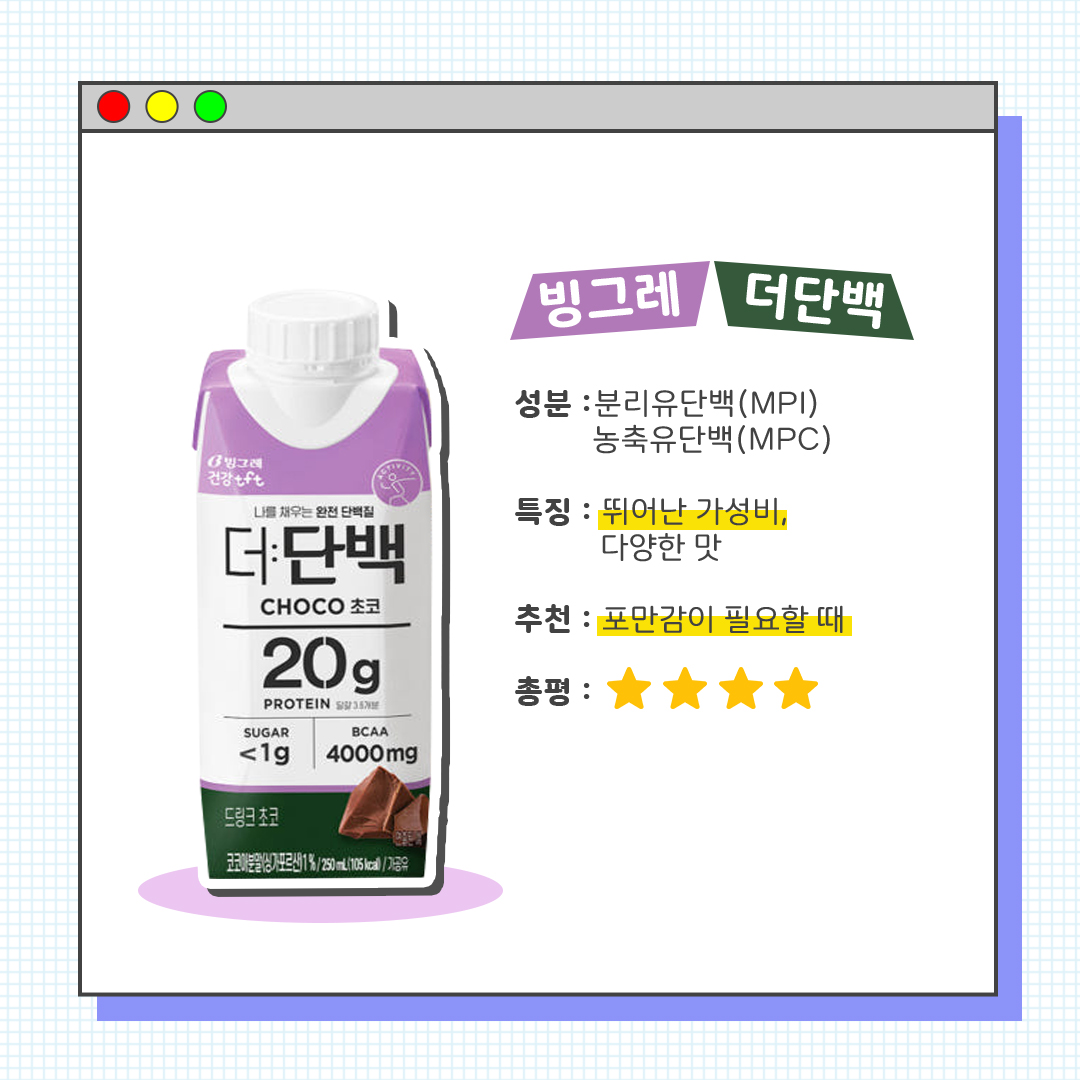 빙그레 더단백
성분 : 분리유단백(MPI)
농축유단백(MPC)
특징 : 뛰어난 가성비,
다양한 맛
추천 : 포만감이 필요할 때
총평 :
빙그레
건강tft
ACTIVITY
나를 채우는 완전 단백질
더:단백
CHOCO 초코
20g
PROTEIN 달걀 3.6개분
SUGAR
<1g
BCAA
4000mg
드링크 초코
코코아분말(싱가포르산)1% / 250 mL(105 kcal) / 가공유